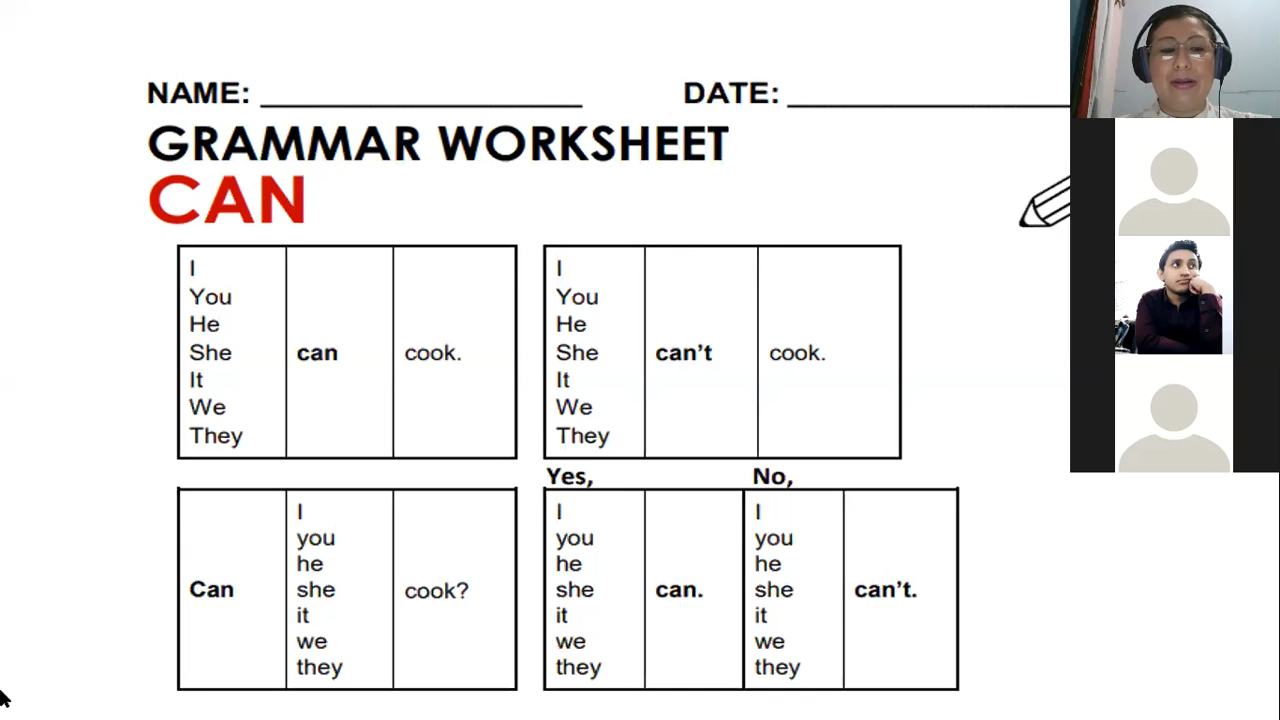 NAME: ____________________ DATE: ____________________
GRAMMAR WORKSHEET
CAN
I
You
He
She
It
We
They
can
cook.
I
You
He
She
It
We
They
can't
cook.
Can
I
you
he
she
it
we
they
cook?
Yes,
I
you
he
she
it
we
they
can.
No,
I
you
he
she
it
we
they
can't.